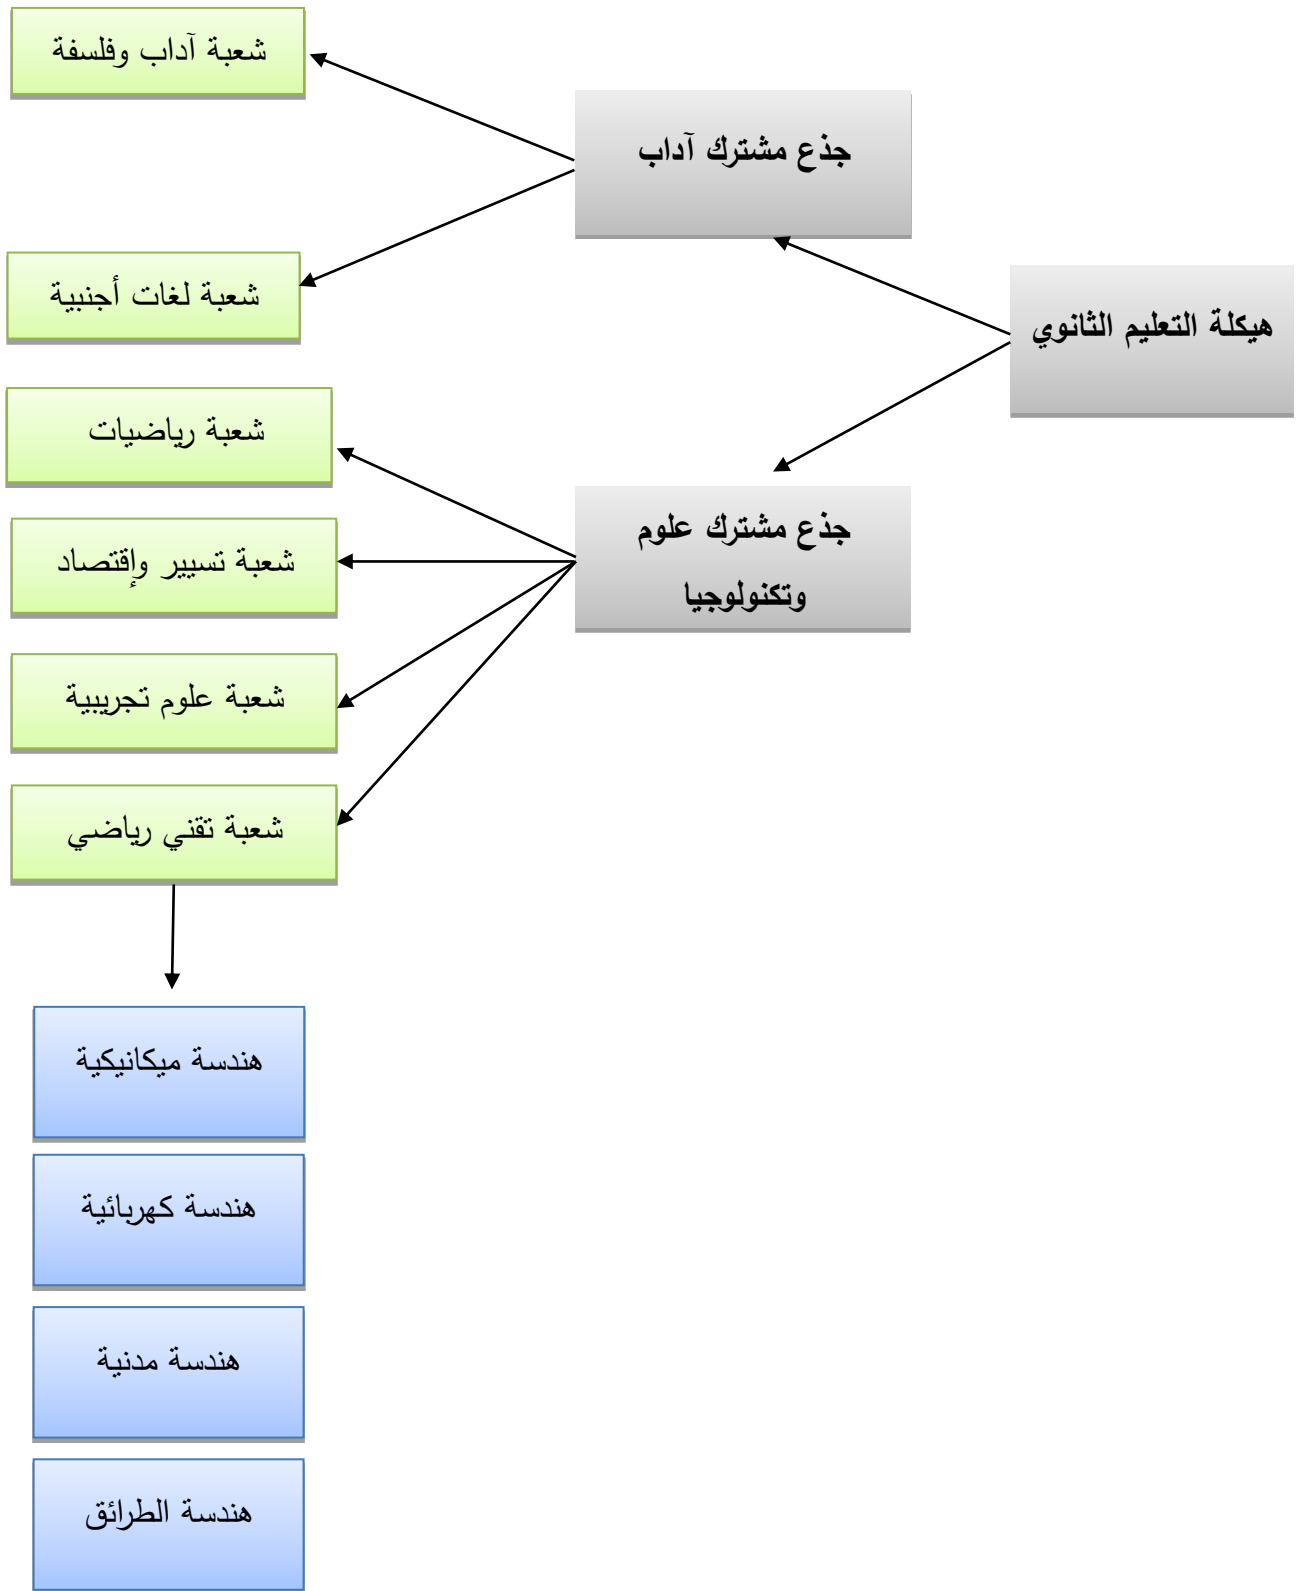 هيكلة التعليم الثانوي
جذع مشترك آداب
شعبة آداب وفلسفة
شعبة لغات أجنبية
جذع مشترك علوم
وتكنولوجيا
شعبة رياضيات
شعبة تسيير وإقتصاد
شعبة علوم تجريبية
شعبة تقني رياضي
هندسة ميكانيكية
هندسة كهربائية
هندسة مدنية
هندسة الطرائق